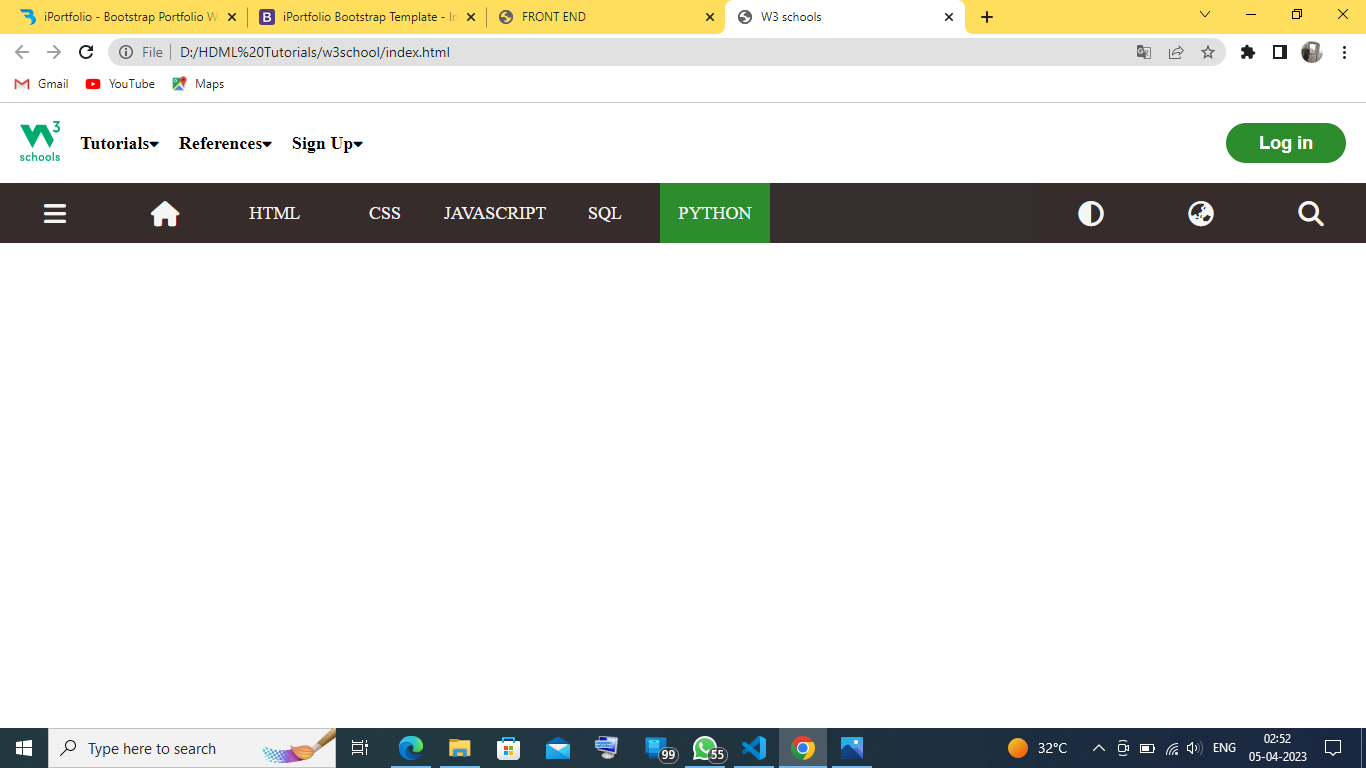 iPortfolio - Bootstrap Portfolio W
iPortfolio Bootstrap Template - In
FRONT END
W3 schools
File
D:/HDML%20Tutorials/w3school/index.html
Gmail
YouTube
Maps
W3 schools
Tutorials
References
Sign Up
Log in
HTML
CSS
JAVASCRIPT
SQL
PYTHON
Type here to search
99
55
32°C
ENG
02:52
05-04-2023